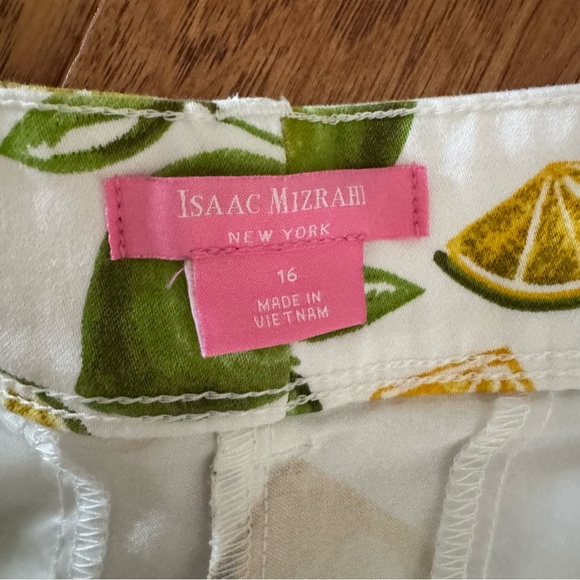 ISAAC MIZRAHI
NEW YORK
16
MADE IN
VIETNAM